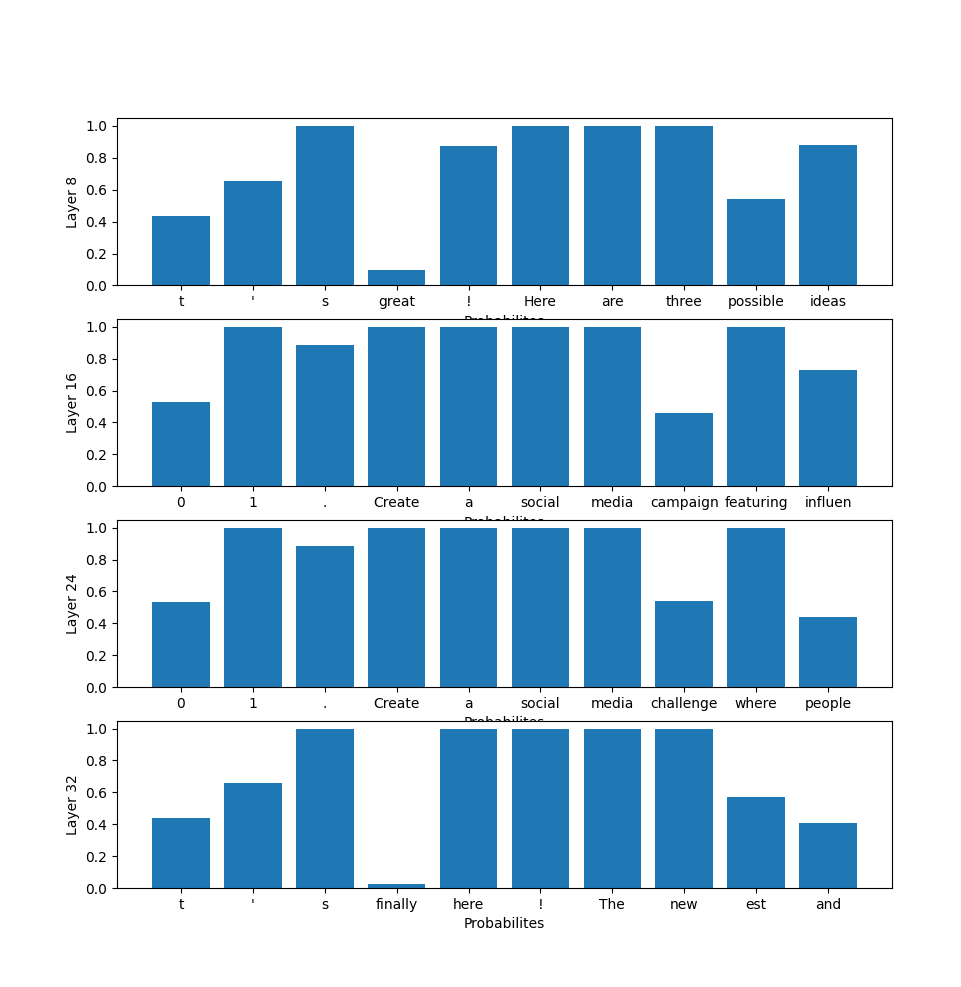 1.0
0.8
0.6
0.4
0.2
0.0
Layer 8
t ' s great ! Here are three possible ideas
Probabilites
1.0
0.8
0.6
0.4
0.2
0.0
Layer 16
0 1 . Create a social media campaign featuring influen
Probabilites
1.0
0.8
0.6
0.4
0.2
0.0
Layer 24
0 1 . Create a social media challenge where people
Probabilites
1.0
0.8
0.6
0.4
0.2
0.0
Layer 32
t ' s finally here ! The new est and
Probabilites